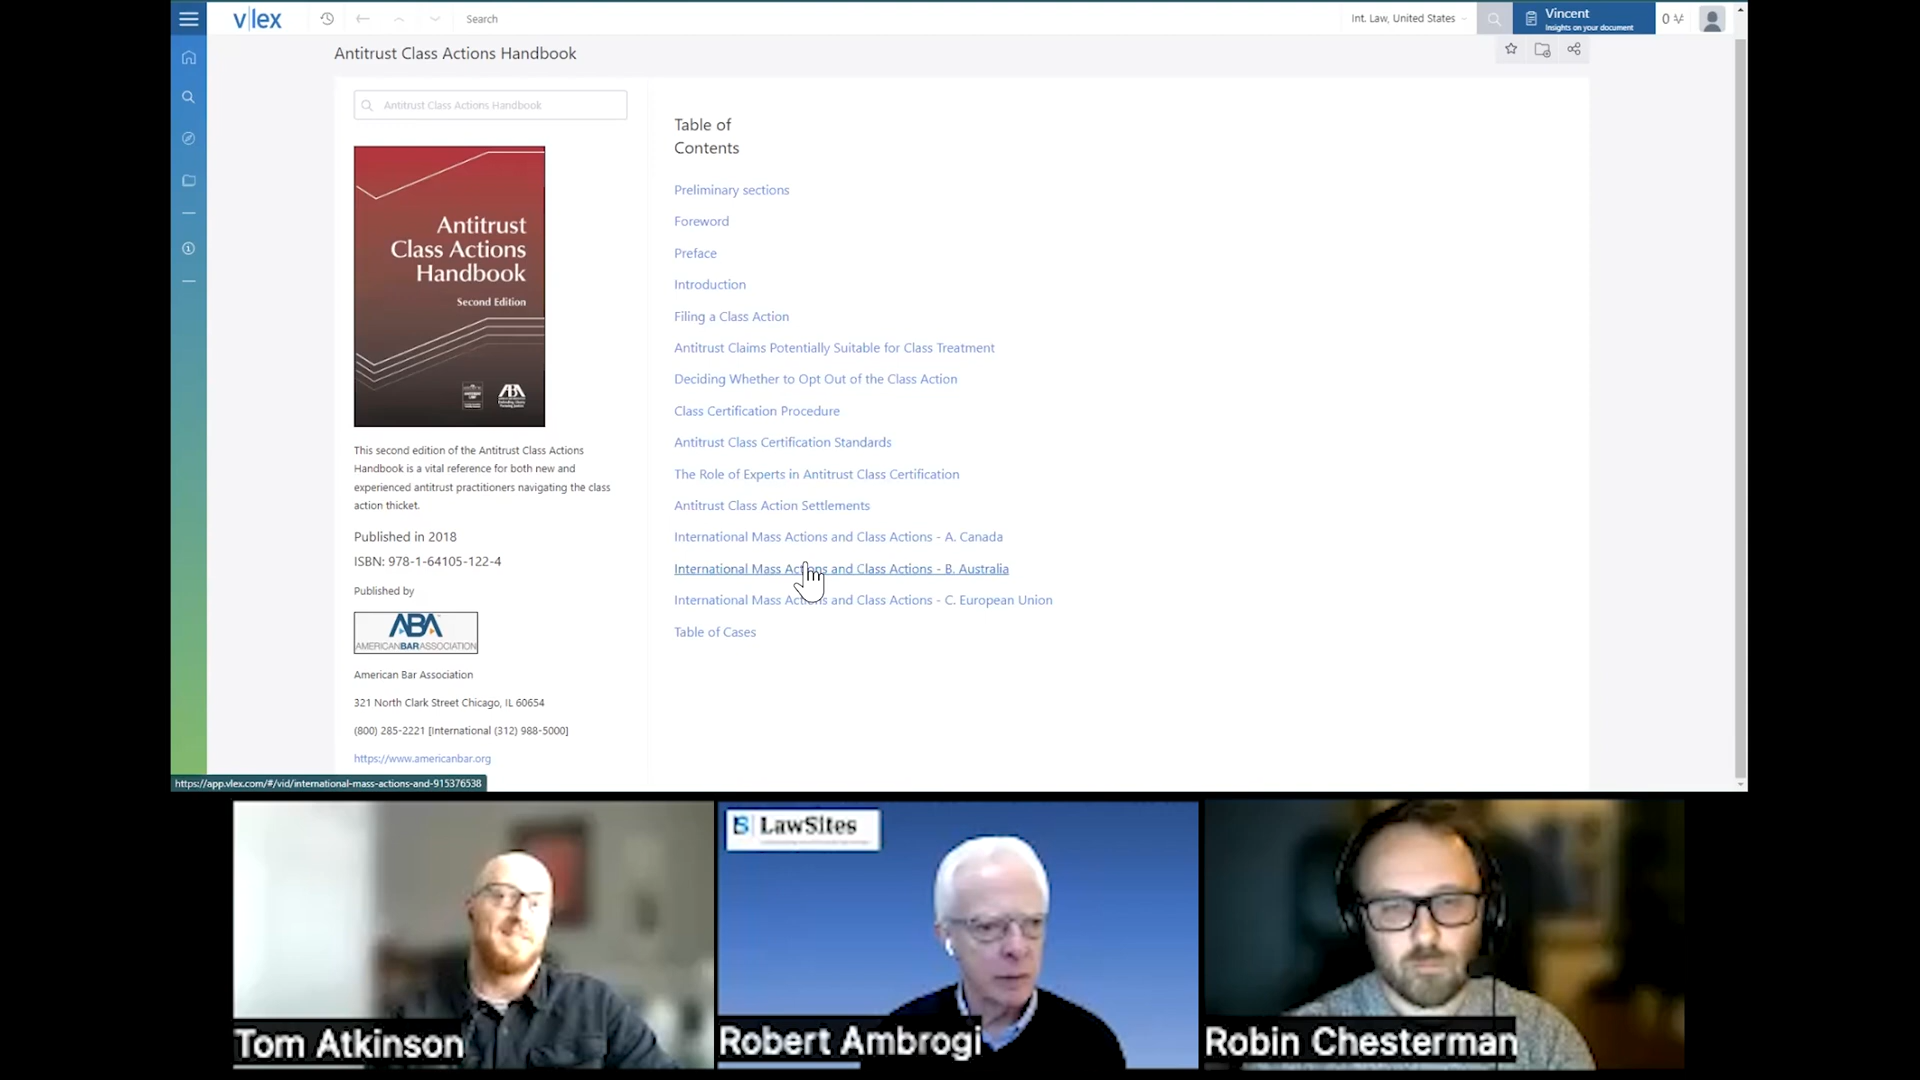 vlex
Search
Int. Law, United States
Vincent
Insights on your document
0
Antitrust Class Actions Handbook
Antitrust Class Actions Handbook
Antitrust
Class Actions
Handbook
Second Edition
ABA
This second edition of the Antitrust Class Actions
Handbook is a vital reference for both new and
experienced antitrust practitioners navigating the class
action thicket.
Published in 2018
ISBN: 978-1-64105-122-4
Published by
ABA
AMERICANBARASSOCIATION
American Bar Association
321 North Clark Street Chicago, IL 60654
(800) 285-2221 [International (312) 988-5000]
https://www.americanbar.org
Table of
Contents
Preliminary sections
Foreword
Preface
Introduction
Filing a Class Action
Antitrust Claims Potentially Suitable for Class Treatment
Deciding Whether to Opt Out of the Class Action
Class Certification Procedure
Antitrust Class Certification Standards
The Role of Experts in Antitrust Class Certification
Antitrust Class Action Settlements
International Mass Actions and Class Actions - A. Canada
International Mass Actions and Class Actions - B. Australia
International Mass Actions and Class Actions - C. European Union
Table of Cases
https://app.vlex.com/#/vid/international-mass-actions-and-915376538
LawSites
Tom Atkinson
Robert Ambrogi
Robin Chesterman